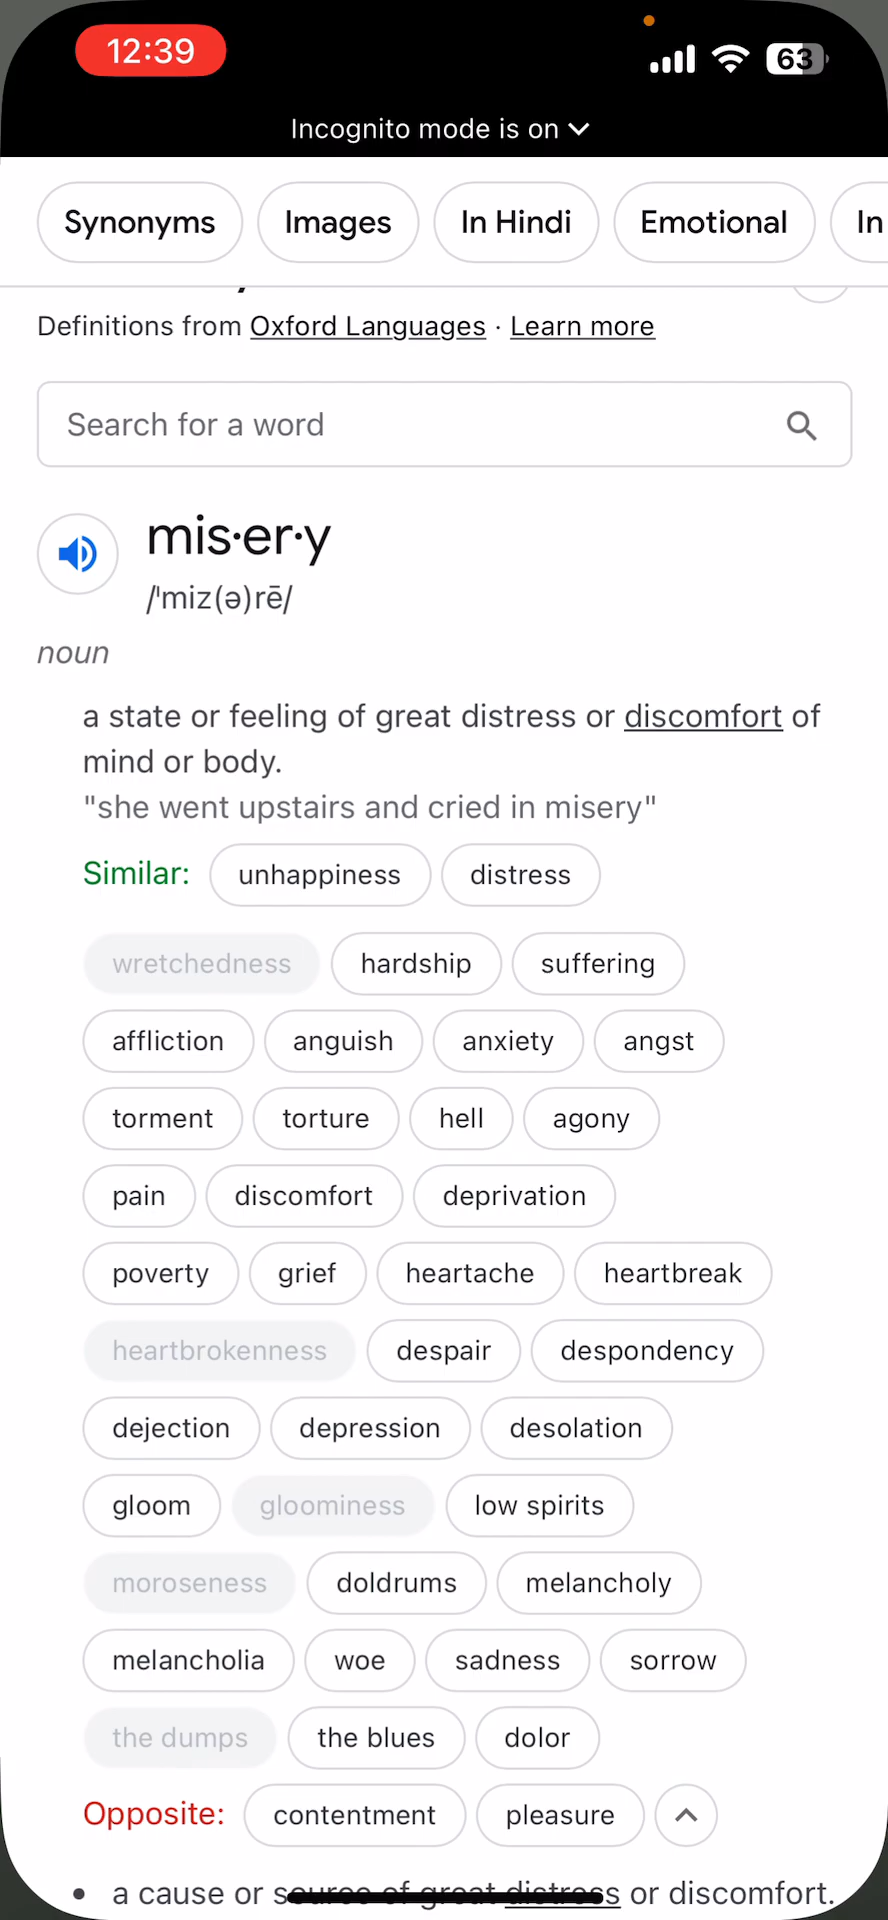 12:39
63
Incognito mode is on
Synonyms Images In Hindi Emotional In
Definitions from Oxford Languages · Learn more
Search for a word
mis·er·y
/ˈmiz(ə)rē/
noun
a state or feeling of great distress or discomfort of
mind or body.
"she went upstairs and cried in misery"
Similar: unhappiness distress
wretchedness hardship suffering
affliction anguish anxiety angst
torment torture hell agony
pain discomfort deprivation
poverty grief heartache heartbreak
heartbrokenness despair despondency
dejection depression desolation
gloom gloominess low spirits
moroseness doldrums melancholy
melancholia woe sadness sorrow
the dumps the blues dolor
Opposite: contentment pleasure
• a cause or source of great distress or discomfort.